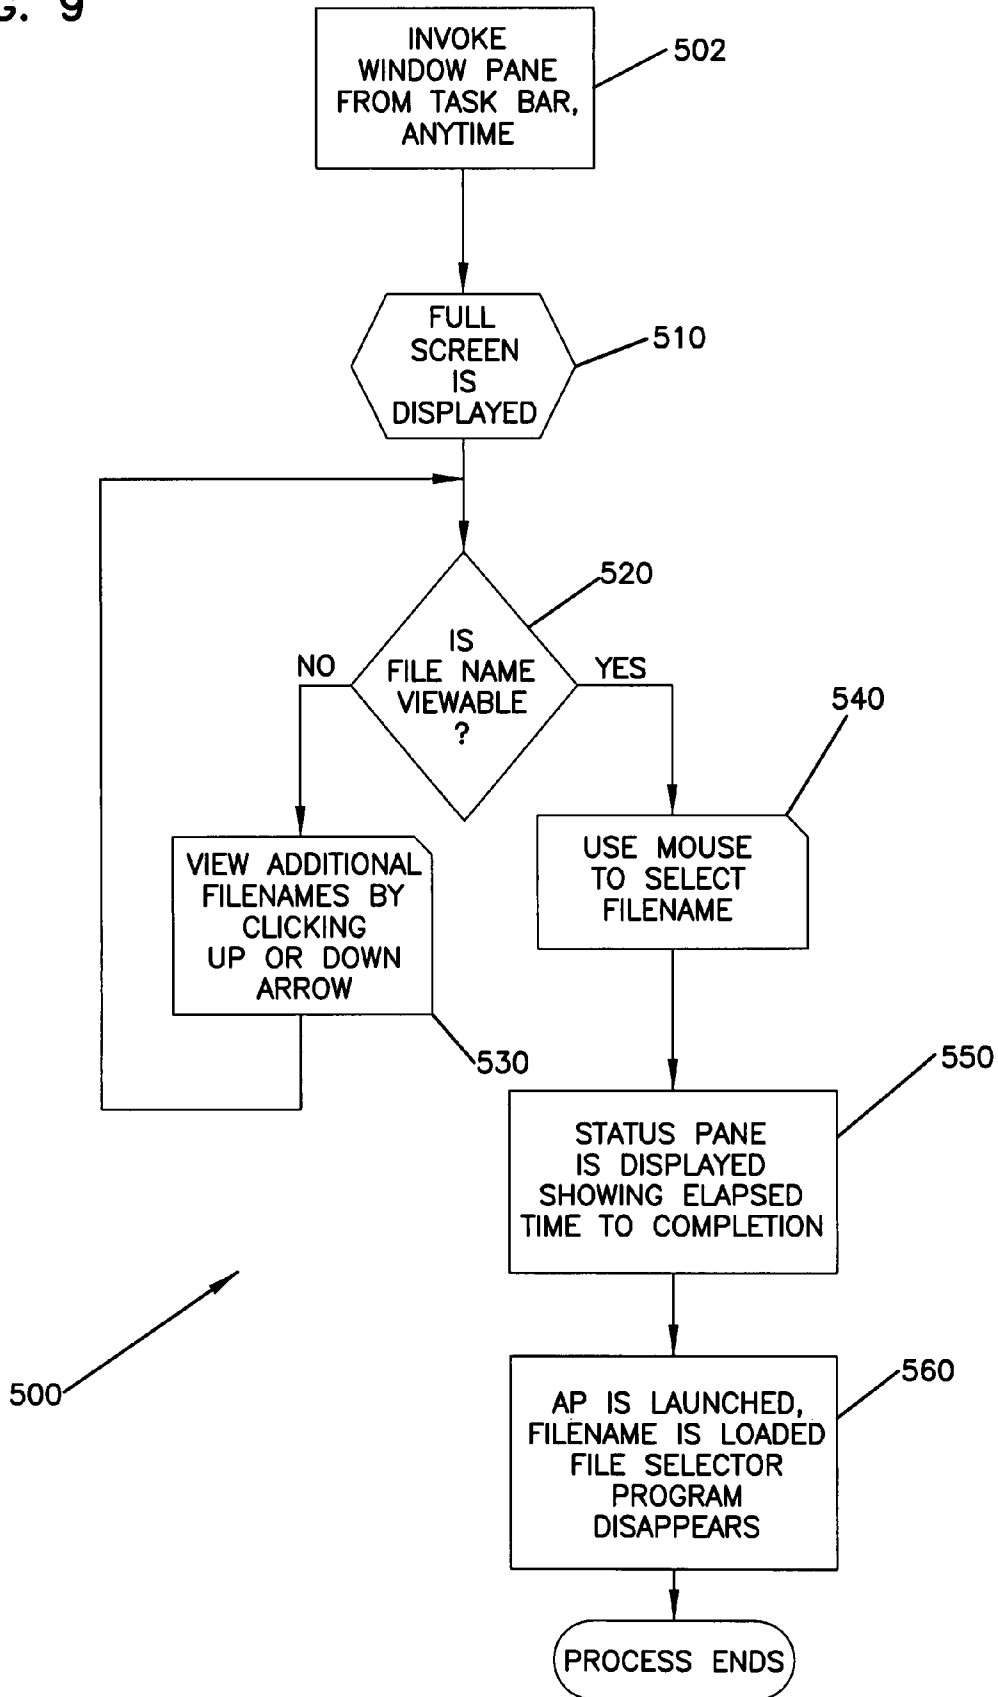 G. 9
INVOKE
WINDOW PANE
FROM TASK BAR,
ANYTIME
502
FULL
SCREEN
IS
DISPLAYED
510
520
IS
FILE NAME
VIEWABLE
?
NO
YES
540
VIEW ADDITIONAL
FILENAMES BY
CLICKING
UP OR DOWN
ARROW
530
USE MOUSE
TO SELECT
FILENAME
550
STATUS PANE
IS DISPLAYED
SHOWING ELAPSED
TIME TO COMPLETION
500
560
AP IS LAUNCHED,
FILENAME IS LOADED
FILE SELECTOR
PROGRAM
DISAPPEARS
PROCESS ENDS